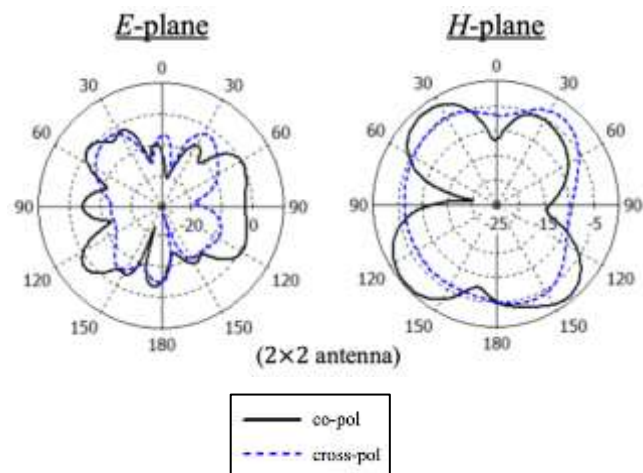 E-plane H-plane
0 0
30 30 30 30
60 60 60 60
90 -20 0 90 90 -25 -15 -5 90
120 120 120 120
150 150 150 150
180 180
(2×2 antenna)
co-pol
cross-pol